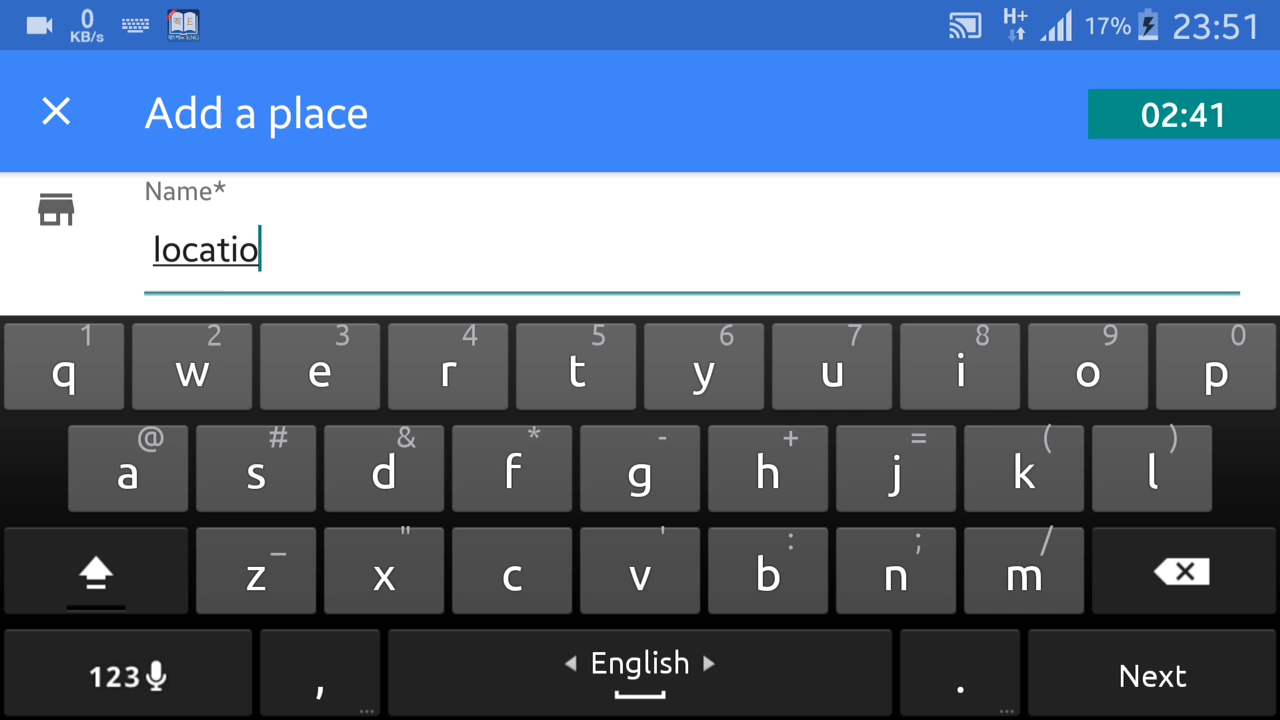 0 KB/s H+ 17% 23:51
Add a place 02:41
Name*
locatio
1 2 3 4 5 6 7 8 9 0
q w e r t y u i o p
@ # & * - + = ( )
a s d f g h j k l
_ " ' : ; /
z x c v b n m
123 , English . Next